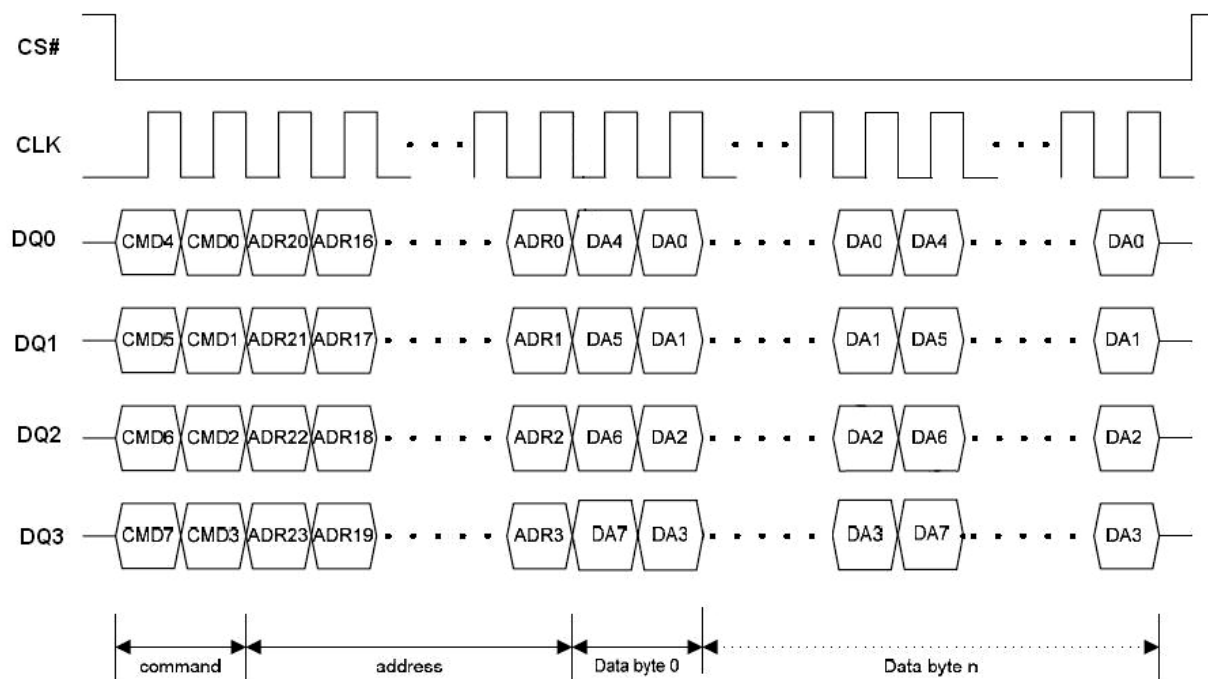 CS#
CLK
DQ0 CMD4 CMD0 ADR20 ADR16 ADR0 DA4 DA0 DA0 DA4 DA0
DQ1 CMD5 CMD1 ADR21 ADR17 ADR1 DA5 DA1 DA1 DA5 DA1
DQ2 CMD6 CMD2 ADR22 ADR18 ADR2 DA6 DA2 DA2 DA6 DA2
DQ3 CMD7 CMD3 ADR23 ADR19 ADR3 DA7 DA3 DA3 DA7 DA3
command address Data byte 0 Data byte n